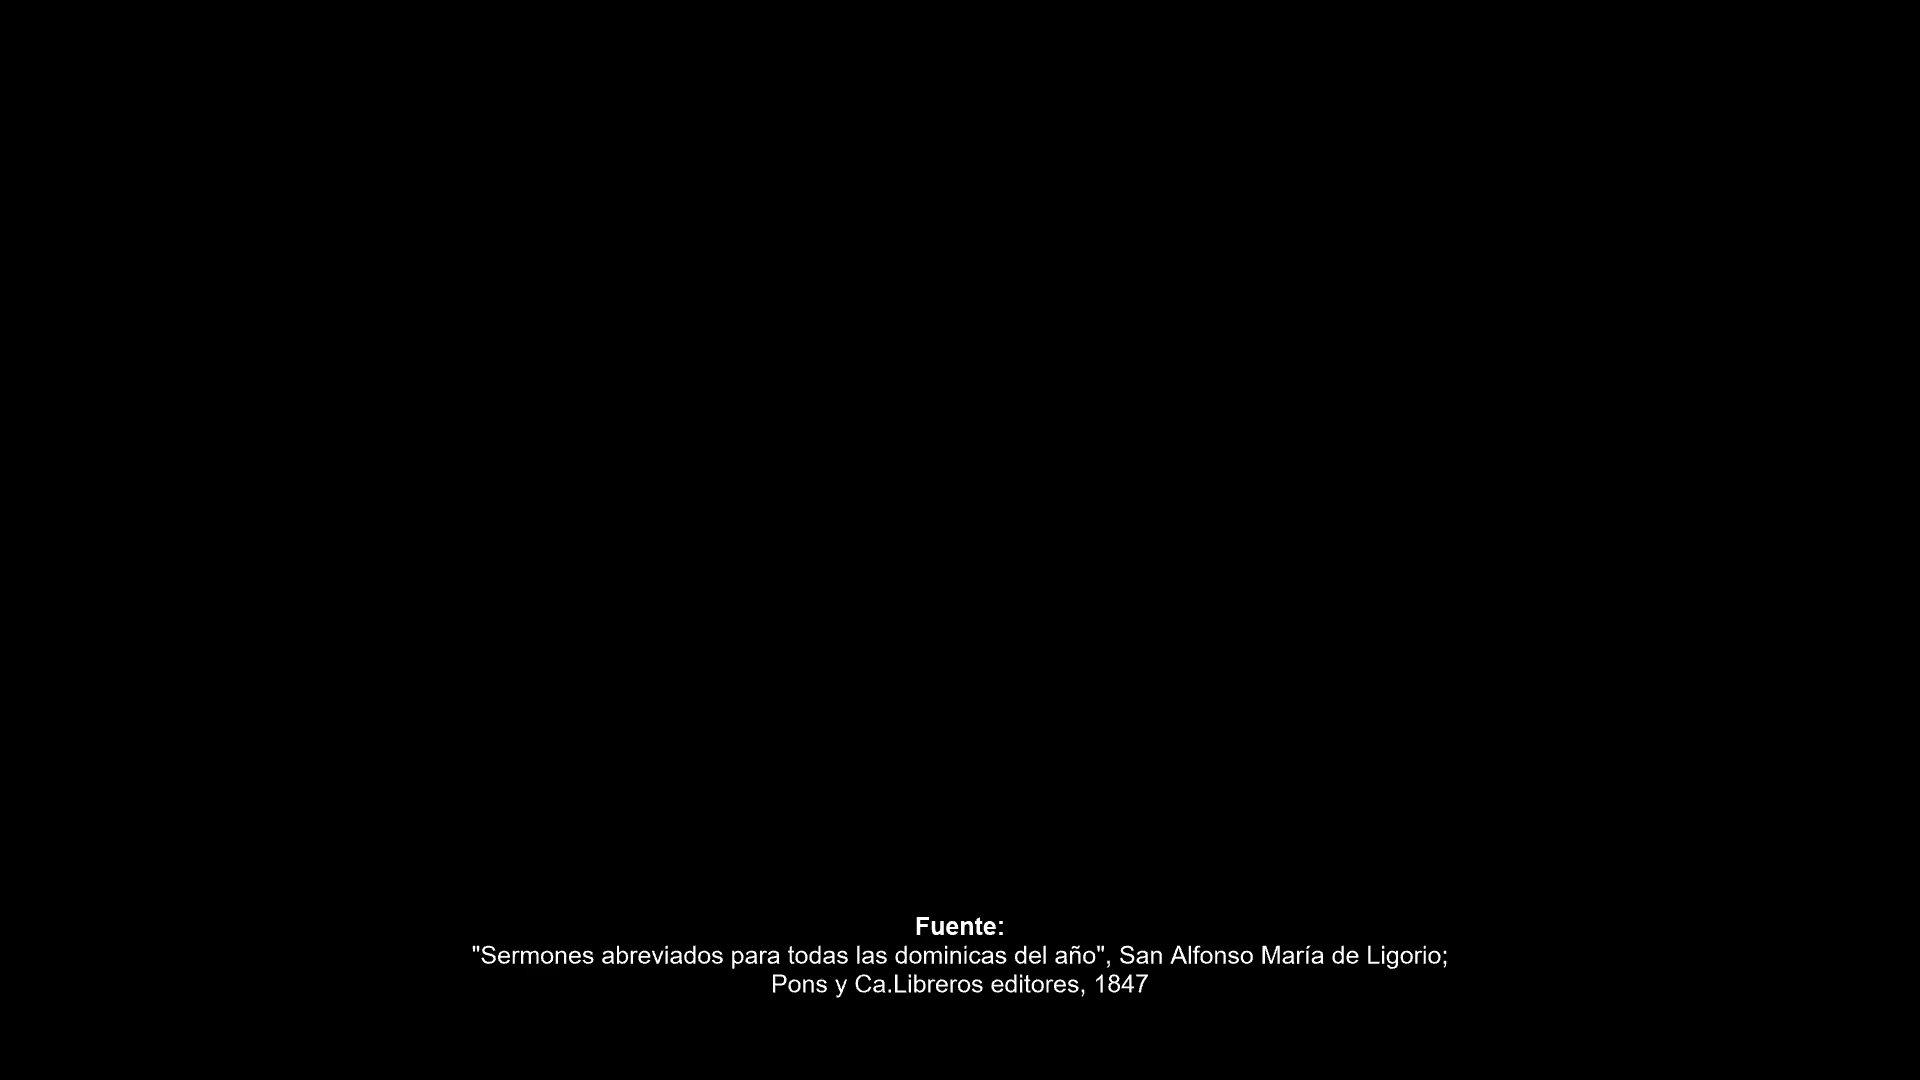 Fuente:
"Sermones abreviados para todas las dominicas del año", San Alfonso María de Ligorio;
Pons y Ca.Libreros editores, 1847